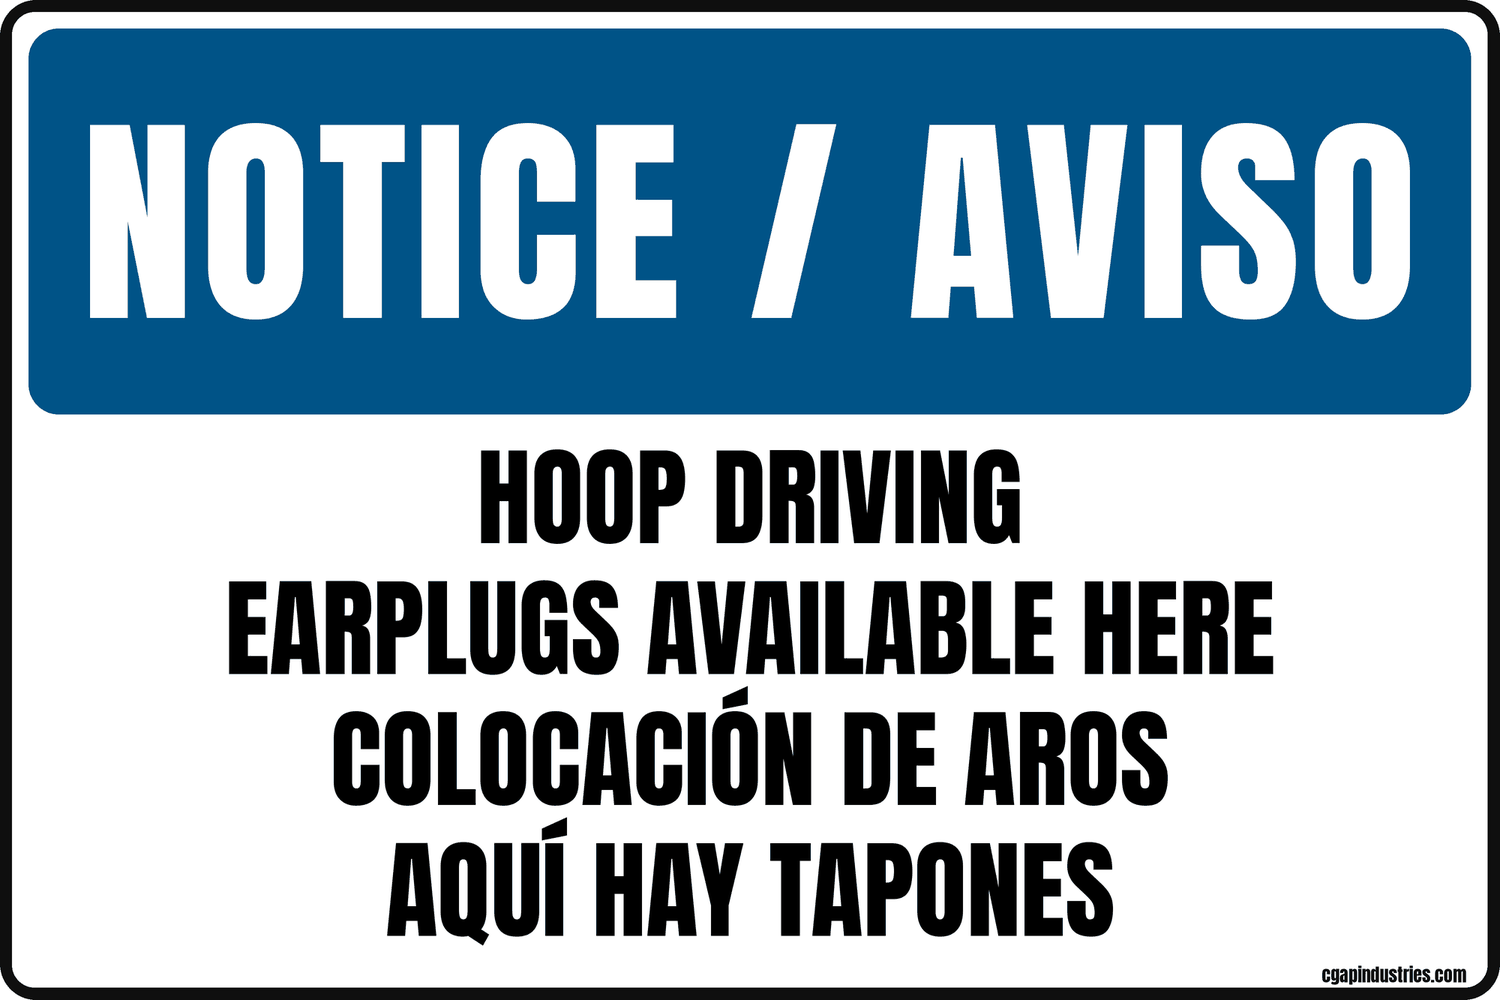 NOTICE / AVISO
HOOP DRIVING
EARPLUGS AVAILABLE HERE
COLOCACIÓN DE AROS
AQUÍ HAY TAPONES
cgapindustries.com